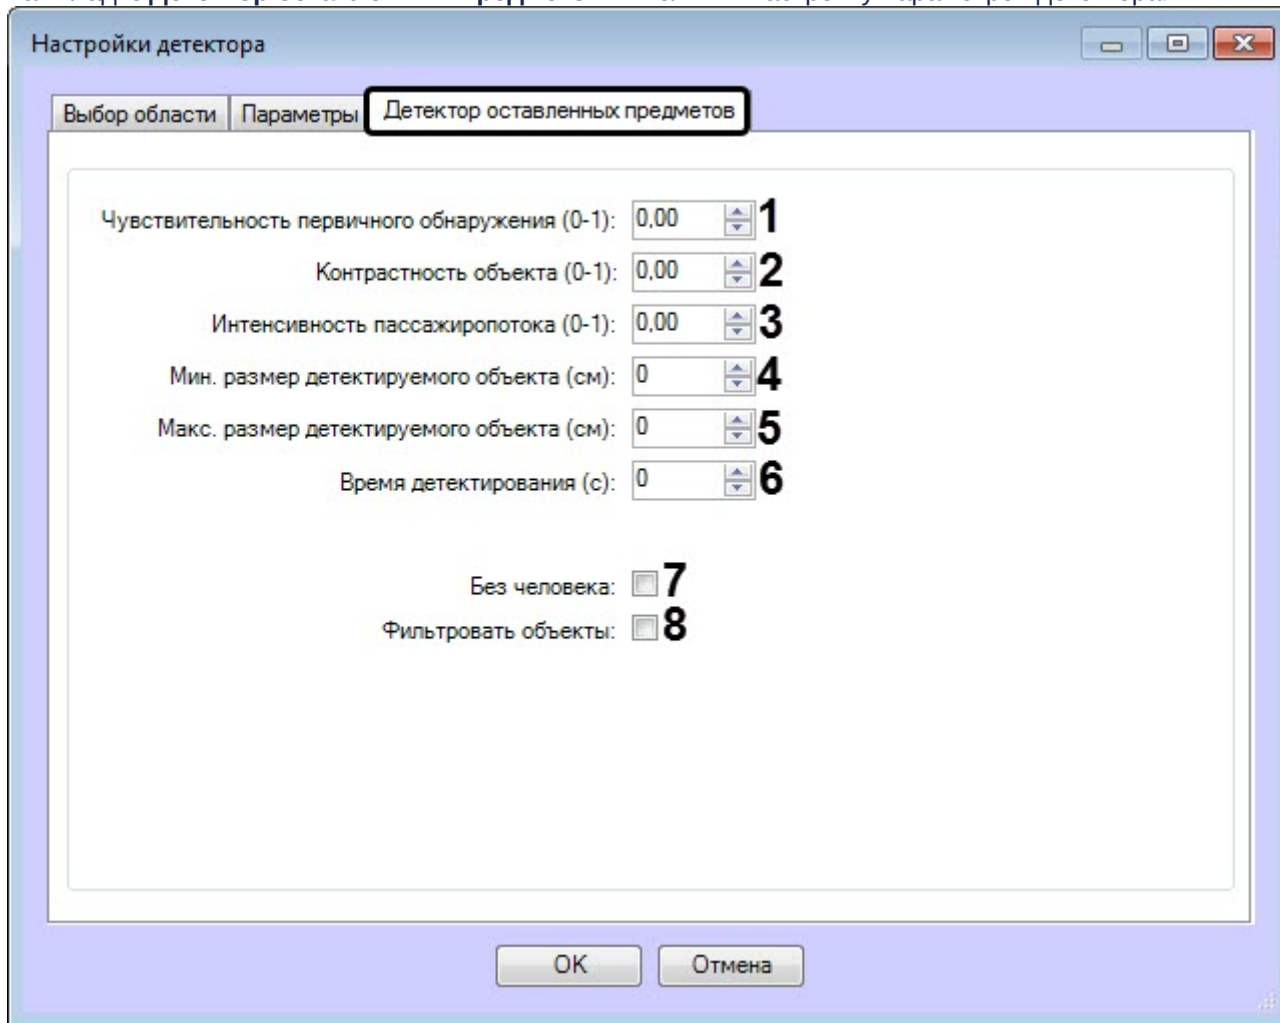 Настройки детектора
Выбор области Параметры Детектор оставленных предметов
Чувствительность первичного обнаружения (0-1): 0,00 1
Контрастность объекта (0-1): 0,00 2
Интенсивность пассажиропотока (0-1): 0,00 3
Мин. размер детектируемого объекта (см): 0 4
Макс. размер детектируемого объекта (см): 0 5
Время детектирования (с): 0 6
Без человека: 7
Фильтровать объекты: 8
OK Отмена